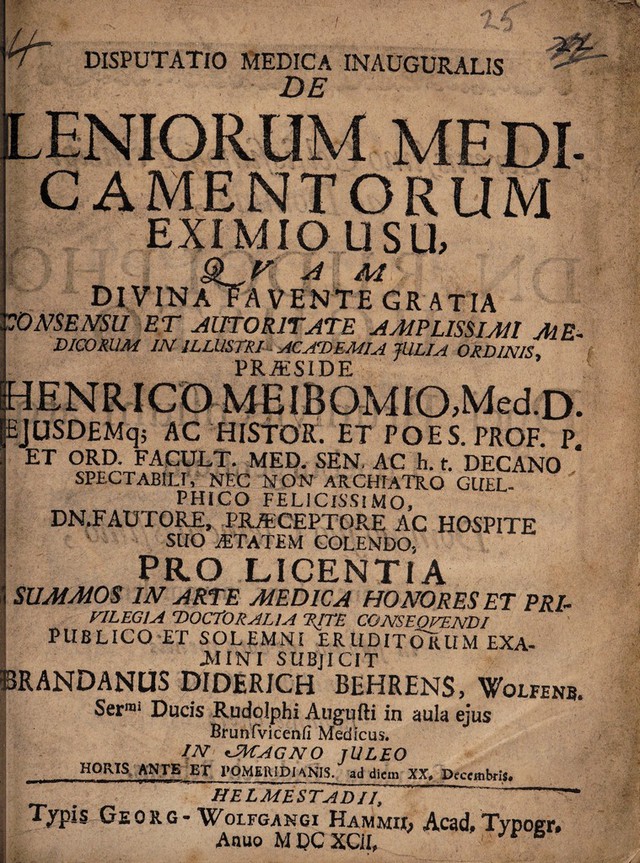 4
25
22
DISPUTATIO MEDICA INAUGURALIS
DE
LENIORUM MEDI-
CAMENTORUM
EXIMIO USU,
QVAM
DIVINA FAVENTE GRATIA
CONSENSU ET AUTORITATE AMPLISSIMI ME-
DICORUM IN ILLUSTRI ACADEMIA JULIA ORDINIS,
PRÆSIDE
HENRICO MEIBOMIO, Med. D.
EJUSDEMq; AC HISTOR. ET POES. PROF. P.
ET ORD. FACULT. MED. SEN. AC h. t. DECANO
SPECTABILI, NEC NON ARCHIATRO GUEL-
PHICO FELICISSIMO,
DN. FAUTORE, PRÆCEPTORE AC HOSPITE
SUO ÆTATEM COLENDO,
PRO LICENTIA
SUMMOS IN ARTE MEDICA HONORES ET PRI-
VILEGIA DOCTORALIA RITE CONSEQVENDI
PUBLICO ET SOLEMNI ERUDITORUM EXA-
MINI SUBJICIT
BRANDANUS DIDERICH BEHRENS, WOLFENB.
Serᵐⁱ Ducis Rudolphi Augusti in aula ejus
Brunsvicensi Medicus.
IN MAGNO JULEO
HORIS ANTE ET POMERIDIANIS. ad diem XX. Decembris.
HELMESTADII,
Typis GEORG-WOLFGANGI HAMMII, Acad. Typogr.
Anno M DC XCII.